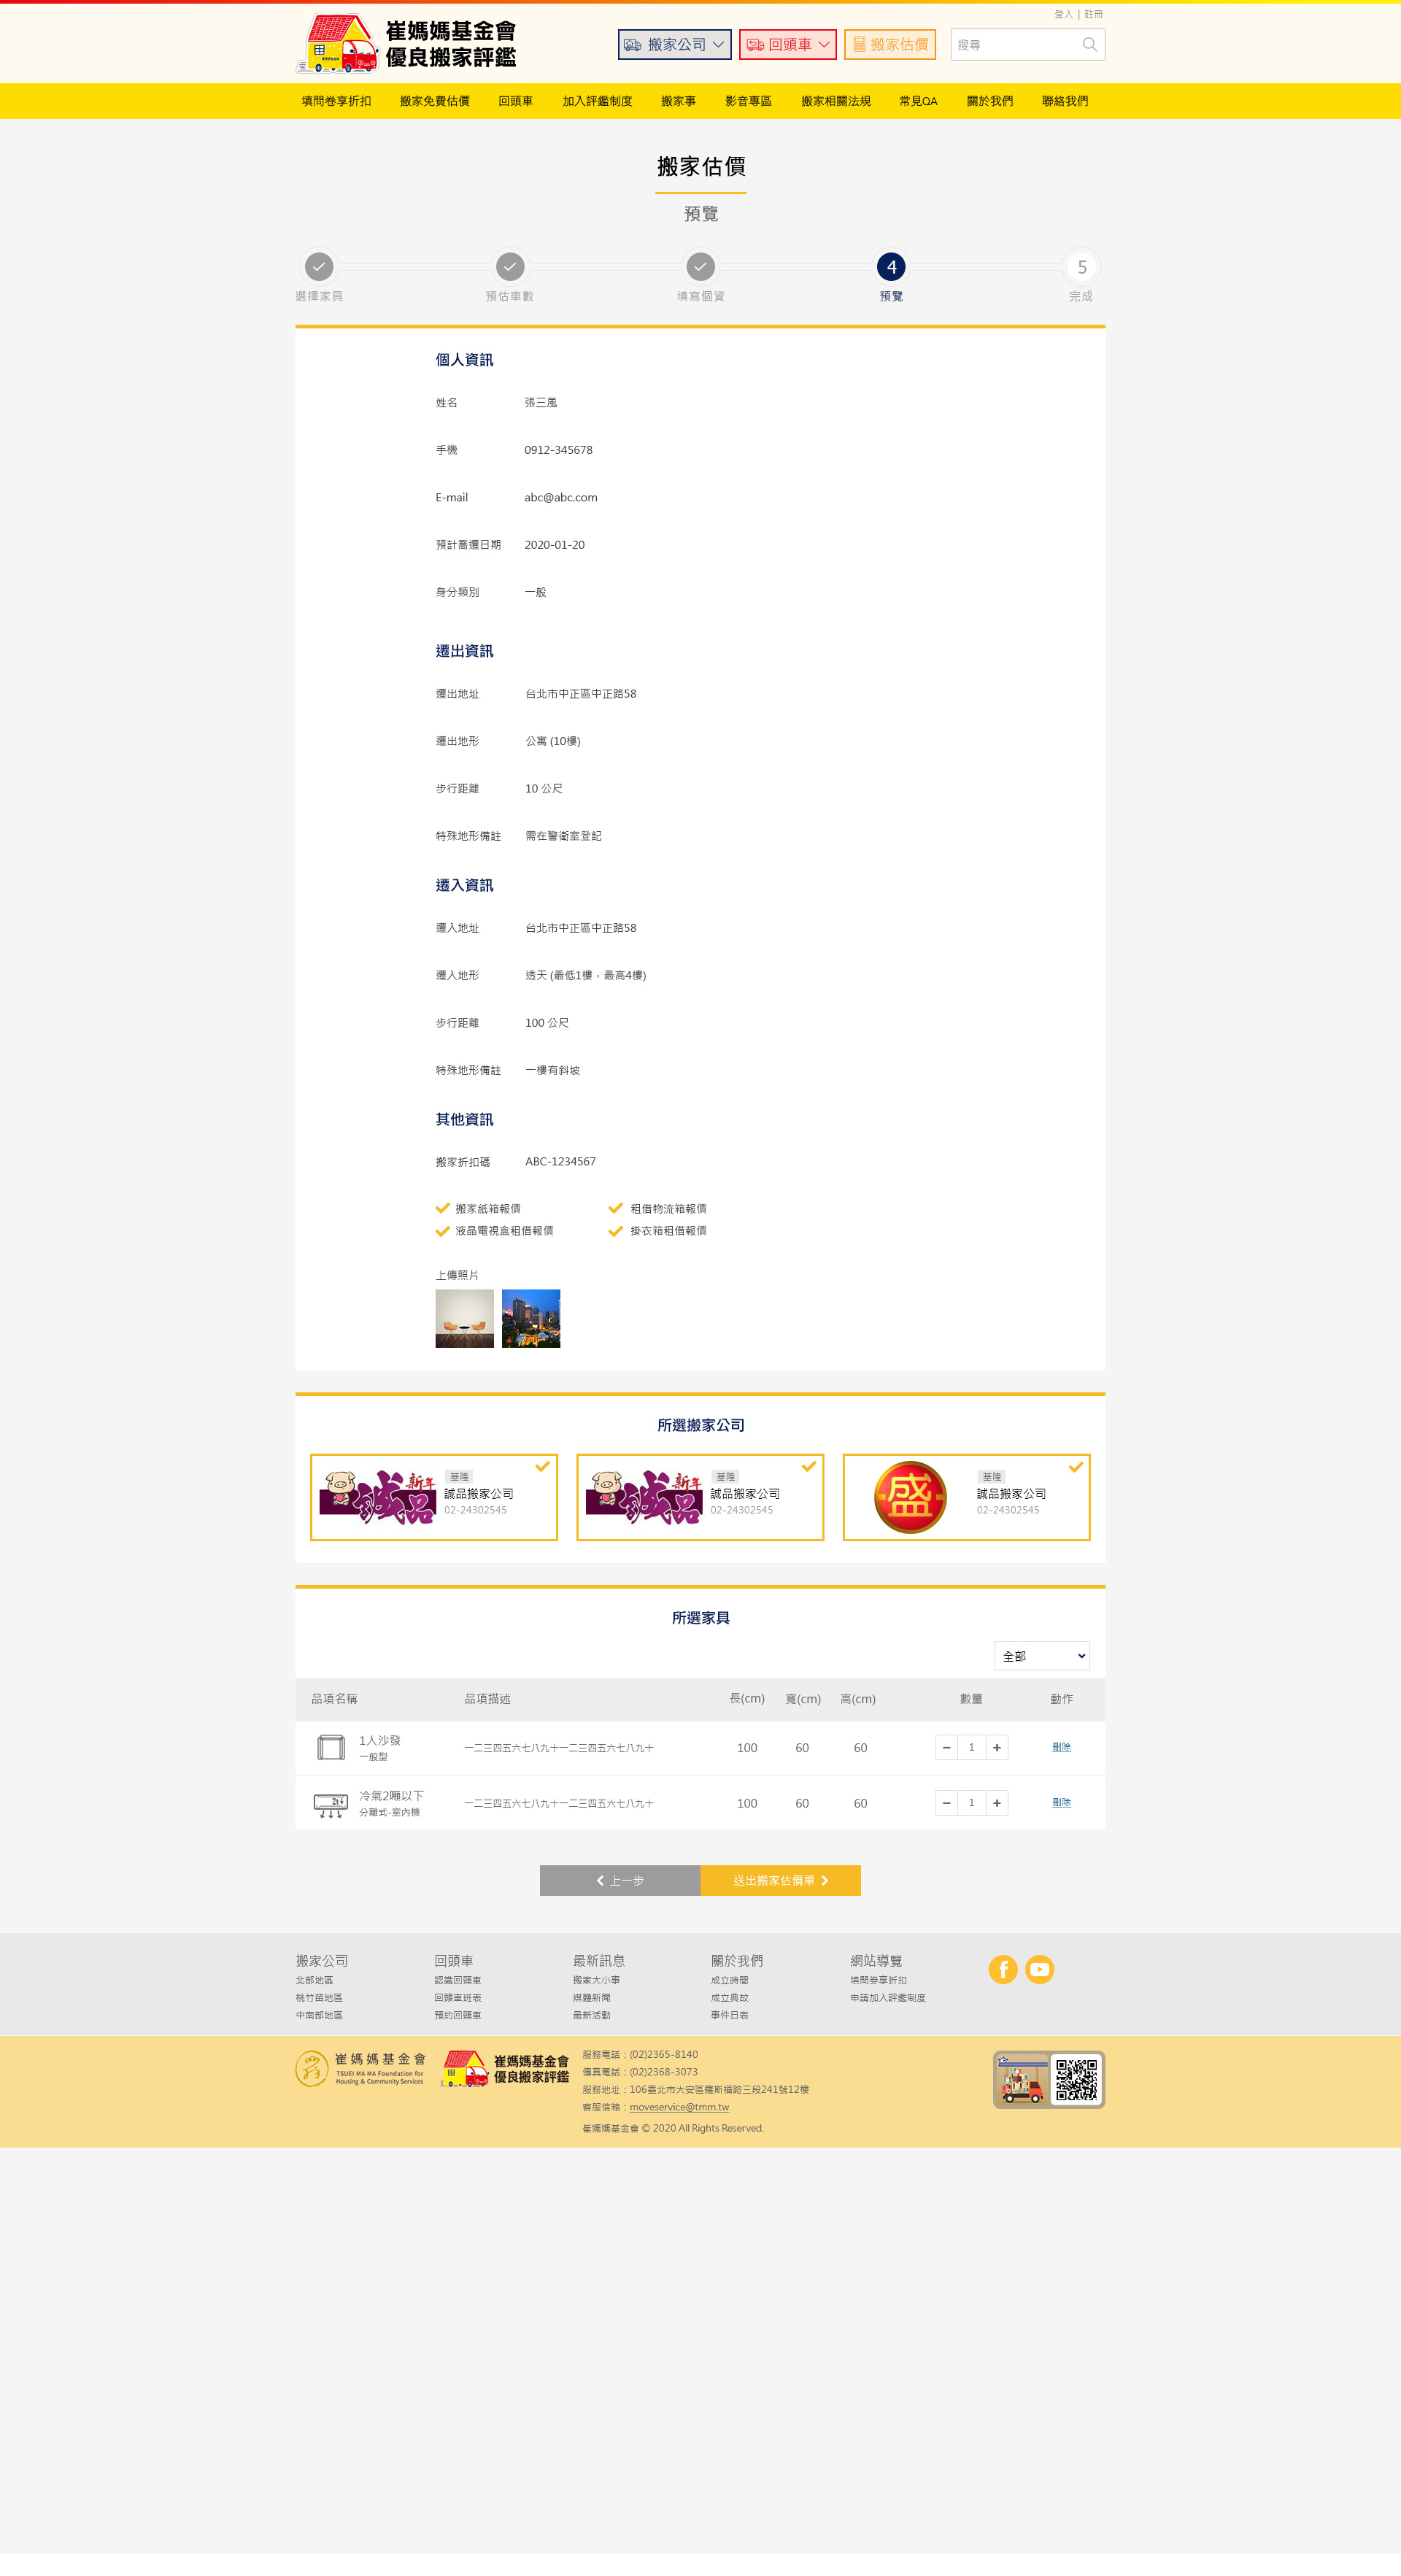 登入 | 註冊
崔媽媽基金會
優良搬家評鑑
搬家公司
回頭車
搬家估價
搜尋
填問卷享折扣 搬家免費估價 回頭車 加入評鑑制度 搬家事 影音專區 搬家相關法規 常見QA 關於我們 聯絡我們
搬家估價
預覽
4 5
選擇家具 預估車數 填寫個資 預覽 完成
個人資訊
姓名 張三風
手機 0912-345678
E-mail abc@abc.com
預計喬遷日期 2020-01-20
身分類別 一般
遷出資訊
遷出地址 台北市中正區中正路58
遷出地形 公寓 (10樓)
步行距離 10 公尺
特殊地形備註 需在警衛室登記
遷入資訊
遷入地址 台北市中正區中正路58
遷入地形 透天 (最低1樓，最高4樓)
步行距離 100 公尺
特殊地形備註 一樓有斜坡
其他資訊
搬家折扣碼 ABC-1234567
搬家紙箱報價 租借物流箱報價
液晶電視盒租借報價 掛衣箱租借報價
上傳照片
所選搬家公司
新年
誠品
基隆
誠品搬家公司
02-24302545
新年
誠品
基隆
誠品搬家公司
02-24302545
盛
基隆
誠品搬家公司
02-24302545
所選家具
全部
品項名稱 品項描述 長(cm) 寬(cm) 高(cm) 數量 動作
1人沙發
一般型
一二三四五六七八九十一二三四五六七八九十 100 60 60 1 刪除
2t
冷氣2噸以下
分離式-室內機
一二三四五六七八九十一二三四五六七八九十 100 60 60 1 刪除
上一步 送出搬家估價單
搬家公司 回頭車 最新訊息 關於我們 網站導覽
北部地區 認識回頭車 搬家大小事 成立時間 填問券享折扣
桃竹苗地區 回頭車班表 媒體新聞 成立典故 申請加入評鑑制度
中南部地區 預約回頭車 最新活動 事件日表
崔媽媽基金會
TSUEI MA MA Foundation for
Housing & Community Services
崔媽媽基金會
優良搬家評鑑
服務電話：(02)2365-8140
傳真電話：(02)2368-3073
服務地址：106臺北市大安區羅斯福路三段241號12樓
客服信箱：moveservice@tmm.tw
崔媽媽基金會 © 2020 All Rights Reserved.